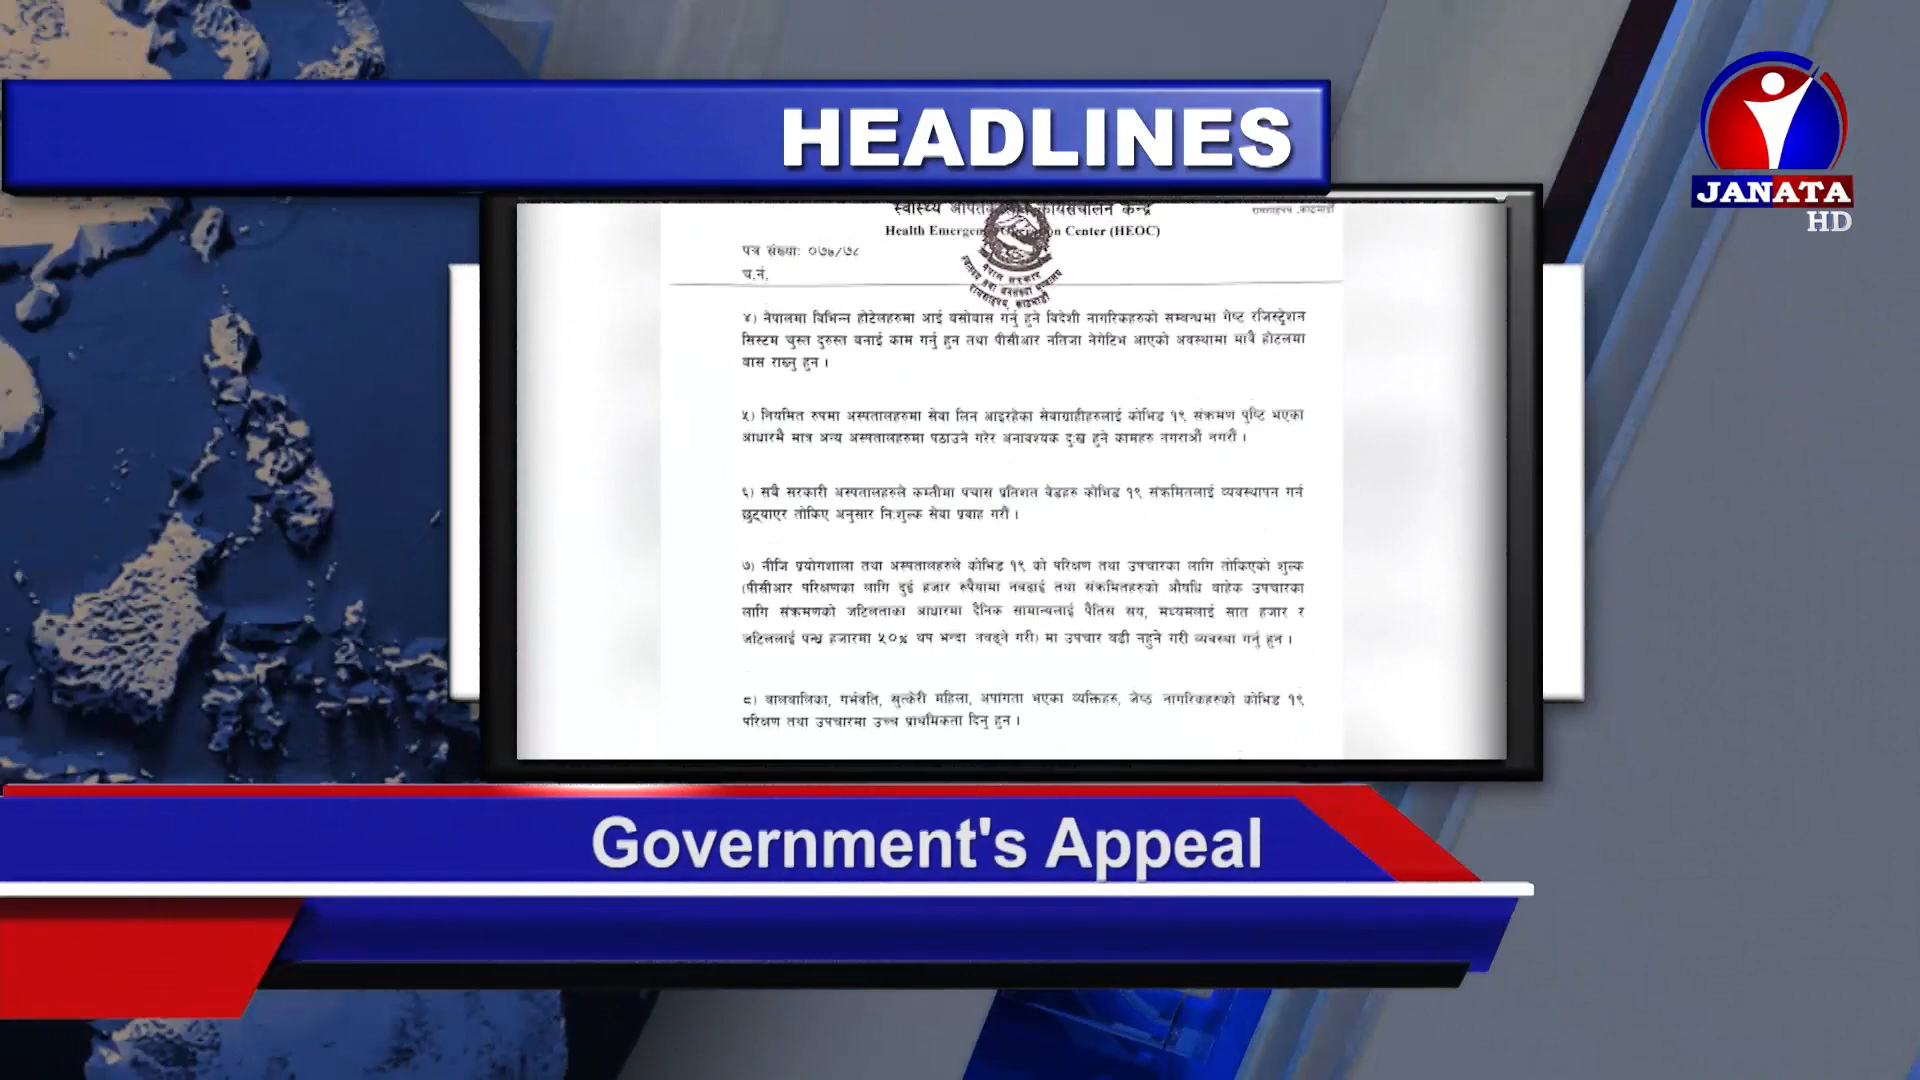 HEADLINES
JANATA
HD
स्वास्थ्य कार्यसंचालन केन्द्र
रामशाहपथ, काठमाडौं
Health Center (HEOC)
पत्र संख्या: ०७७/७८
च.नं.
नेपाल सरकार
४) नेपालमा विभिन्न होटेलहरुमा आई बसोबास गर्नु हुने विदेशी नागरिकहरुको सम्बन्धमा गेष्ट रजिस्ट्रेशन
सिस्टम चुस्त दुरुस्त बनाई काम गर्नु हुन तथा पीसीआर नतिजा नेगेटिभ आएको अवस्थामा मात्रै होटलमा
बास राख्नु हुन ।
५) नियमित रुपमा अस्पतालहरुमा सेवा लिन आइरहेका सेवाग्राहीहरुलाई कोभिड १९ संक्रमण पुष्टि भएका
आधारमै मात्र अन्य अस्पतालहरुमा पठाउने गरेर अनावश्यक दुःख हुने कामहरु नगराऔं नगरौं ।
६) सबै सरकारी अस्पतालहरुले कम्तीमा पचास प्रतिशत बेडहरु कोभिड १९ संक्रमितलाई व्यवस्थापन गर्न
छुट्याएर तोकिए अनुसार निःशुल्क सेवा प्रवाह गरौं ।
७) नीजि प्रयोगशाला तथा अस्पतालहरुले कोभिड १९ को परिक्षण तथा उपचारका लागि तोकिएको शुल्क
(पीसीआर परिक्षणका लागि दुई हजार रुपैयामा नबढाई तथा संक्रमितहरुको औषधि बाहेक उपचारका
लागि संक्रमणको जटिलताका आधारमा दैनिक सामान्यलाई पैतिस सय, मध्यमलाई सात हजार र
जटिललाई पन्ध्र हजारमा ५०% थप भन्दा नबढ्ने गरी) मा उपचार बढी नहुने गरी व्यवस्था गर्नु हुन ।
८) बालबालिका, गर्भवति, सुत्केरी महिला, अपांगता भएका व्यक्तिहरु, जेष्ठ नागरिकहरुको कोभिड १९
परिक्षण तथा उपचारमा उच्च प्राथमिकता दिनु हुन ।
Government's Appeal